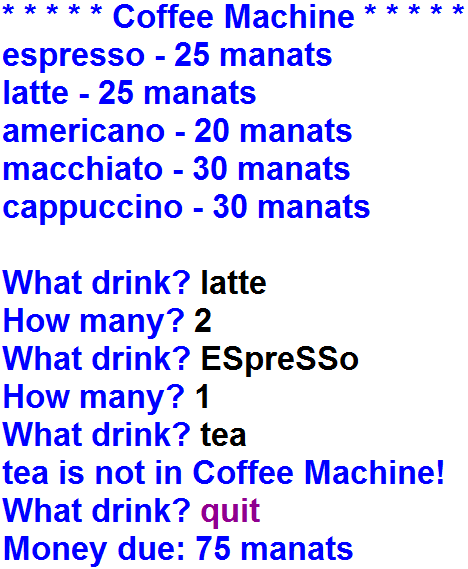 * * * * * Coffee Machine * * * * *
espresso - 25 manats
latte - 25 manats
americano - 20 manats
macchiato - 30 manats
cappuccino - 30 manats
What drink? latte
How many? 2
What drink? ESpreSSo
How many? 1
What drink? tea
tea is not in Coffee Machine!
What drink? quit
Money due: 75 manats